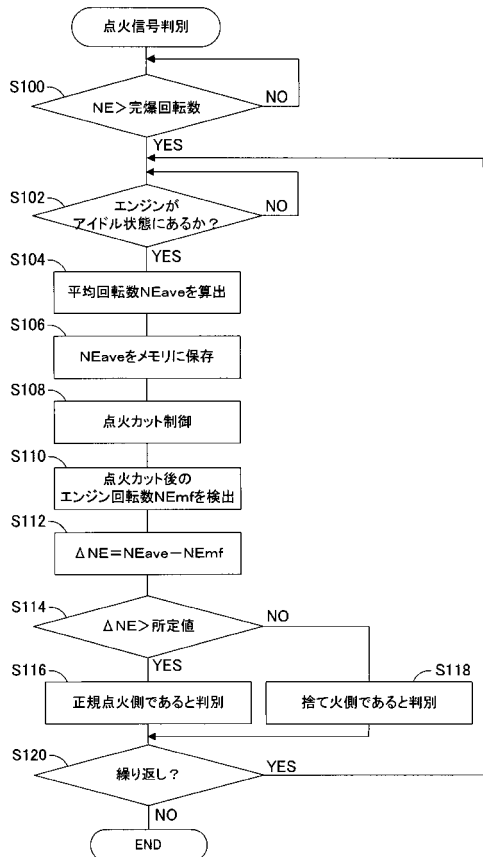 点火信号判別
S100
NE>完爆回転数
NO
YES
S102
エンジンが
アイドル状態にあるか?
NO
YES
S104
平均回転数NEaveを算出
S106
NEaveをメモリに保存
S108
点火カット制御
S110
点火カット後の
エンジン回転数NEmfを検出
S112
ΔNE=NEave-NEmf
S114
ΔNE>所定値
NO
YES
S116
正規点火側であると判別
S118
捨て火側であると判別
S120
繰り返し?
YES
NO
END